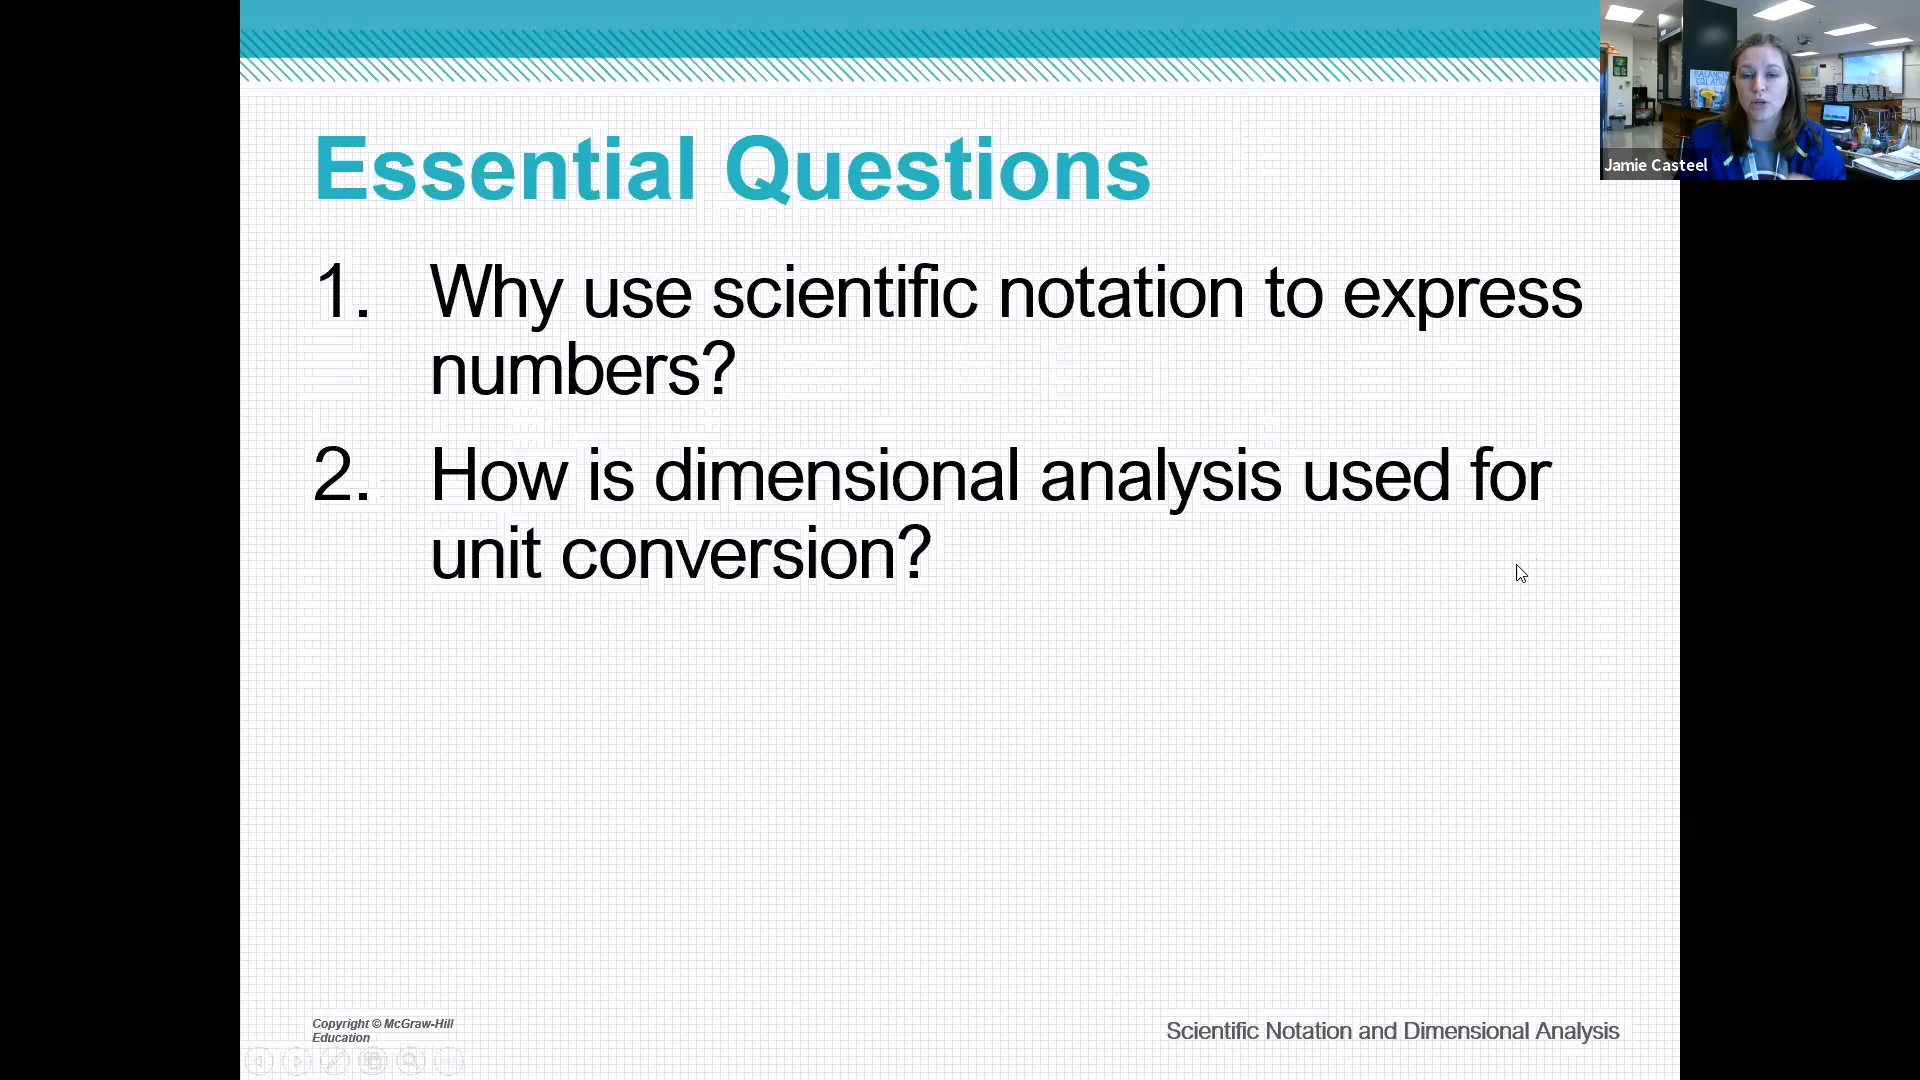 Essential Questions
1. Why use scientific notation to express
numbers?
2. How is dimensional analysis used for
unit conversion?
Jamie Casteel
Copyright © McGraw-Hill
Education
Scientific Notation and Dimensional Analysis